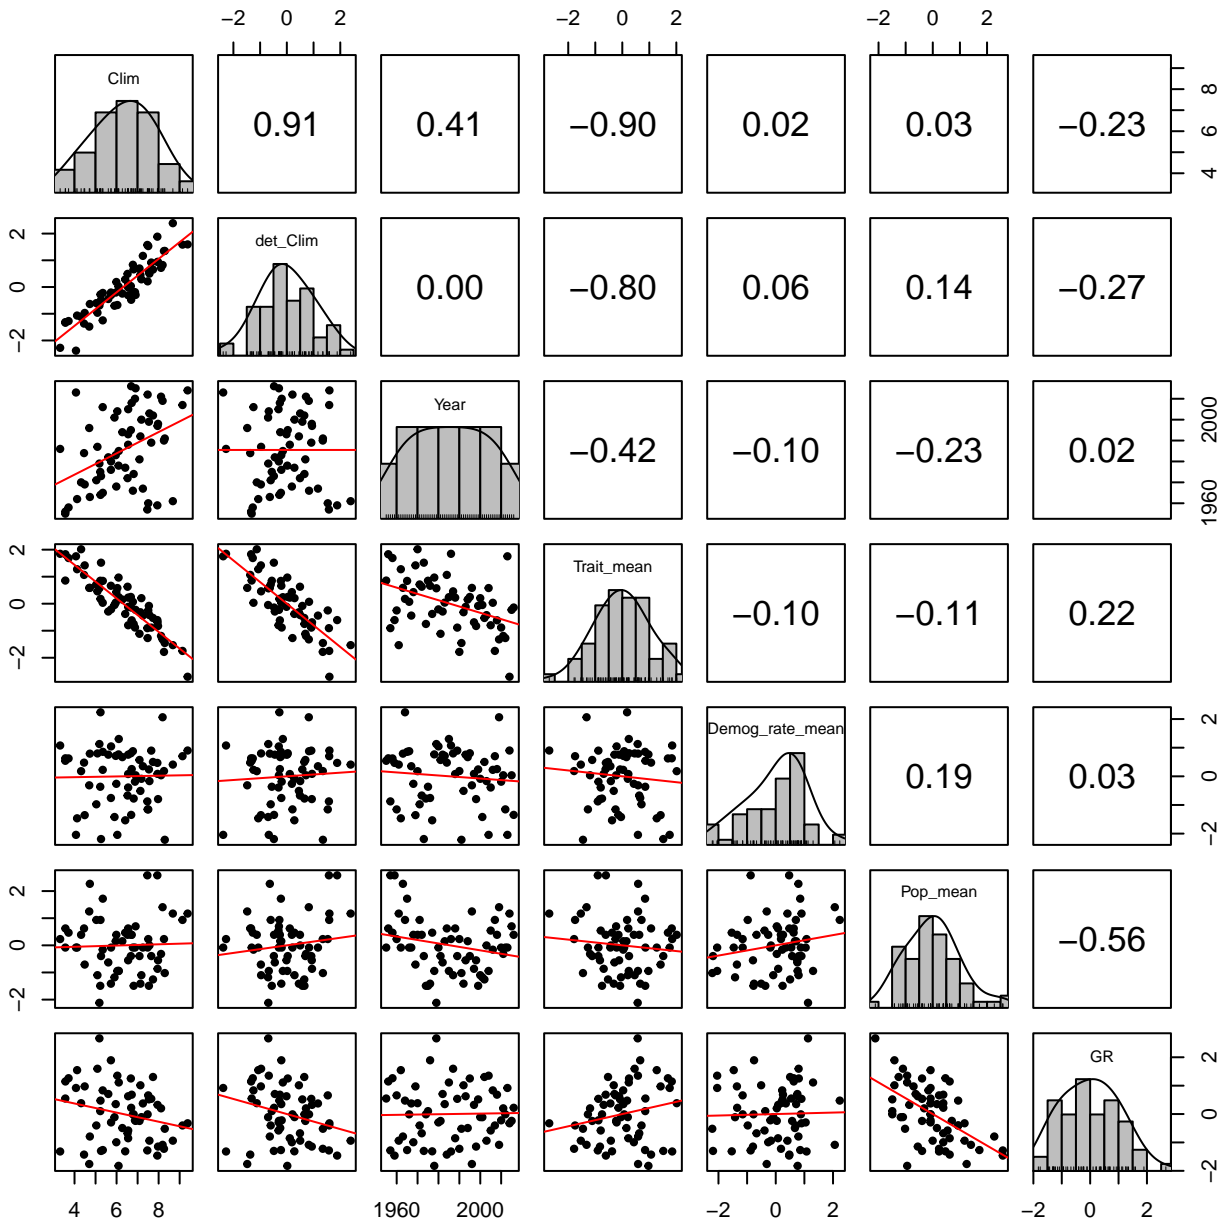 −2 0 2 −2 0 2
Clim
0.91 0.41 −0.90 0.02 0.03 −0.23
4 6 8
−2 0 2
det_Clim
0.00 −0.80 0.06 0.14 −0.27
Year
−0.42 −0.10 −0.23 0.02
1960 2000
−2 0 2
Trait_mean
−0.10 −0.11 0.22
Demog_rate_mean
0.19 0.03
−2 0 2
−2 0 2
Pop_mean
−0.56
GR
−2 0 2
4 6 8 1960 2000 −2 0 2 −2 0 2